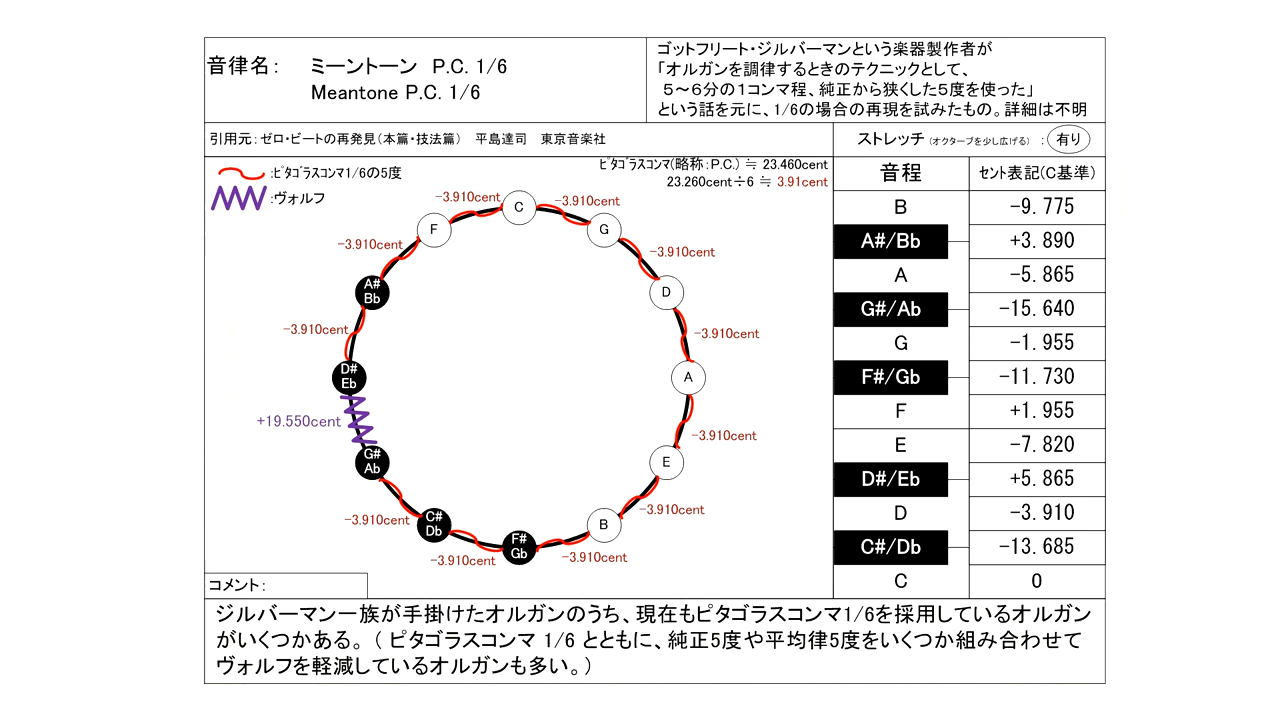 音律名： ミーントーン P.C. 1/6
Meantone P.C. 1/6
ゴットフリート・ジルバーマンという楽器製作者が
「オルガンを調律するときのテクニックとして、
５～６分の１コンマ程、純正から狭くした５度を使った」
という話を元に、1/6の場合の再現を試みたもの。詳細は不明
引用元：ゼロ・ビートの再発見（本篇・技法篇） 平島達司 東京音楽社
ストレッチ （オクターブを少し広げる） ： 有り
:ﾋﾟﾀｺﾞﾗｽｺﾝﾏ1/6の5度
:ヴォルフ
ﾋﾟﾀｺﾞﾗｽｺﾝﾏ(略称：P.C.) ≒ 23.460cent
23.260cent÷6 ≒ 3.91cent
-3.910cent
-3.910cent
C
F
G
-3.910cent
-3.910cent
A#
Bb
D
-3.910cent
-3.910cent
D#
Eb
A
+19.550cent
-3.910cent
G#
Ab
E
-3.910cent
-3.910cent
C#
Db
B
F#
Gb
-3.910cent
-3.910cent
音程 セント表記(C基準)
B -9.775
A#/Bb +3.890
A -5.865
G#/Ab -15.640
G -1.955
F#/Gb -11.730
F +1.955
E -7.820
D#/Eb +5.865
D -3.910
C#/Db -13.685
C 0
コメント：
ジルバーマン一族が手掛けたオルガンのうち、現在もピタゴラスコンマ1/6を採用しているオルガン
がいくつかある。（ ピタゴラスコンマ 1/6 とともに、純正5度や平均律5度をいくつか組み合わせて
ヴォルフを軽減しているオルガンも多い。）